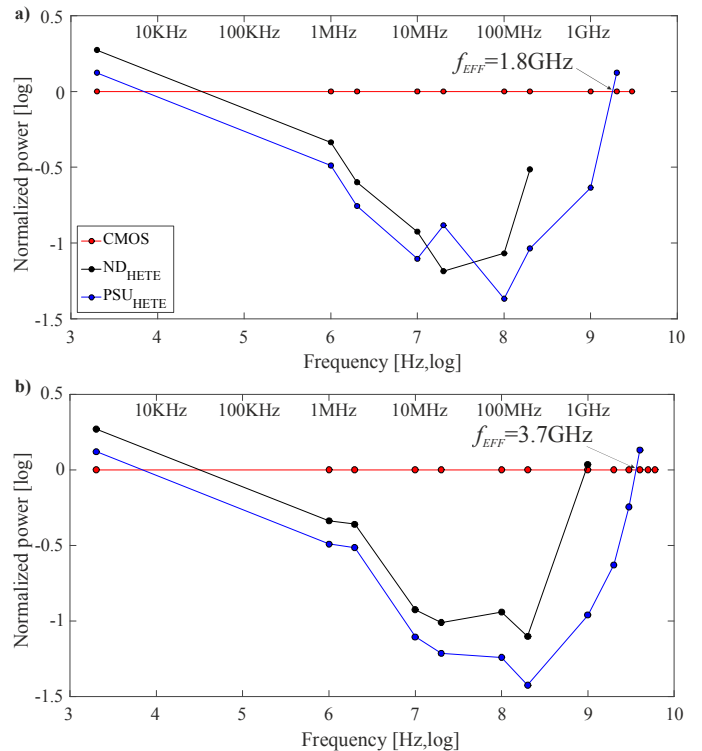 a)
0.5
10KHz 100KHz 1MHz 10MHz 100MHz 1GHz
f_EFF=1.8GHz
0
-0.5
-1
-1.5
Normalized power [log]
CMOS
ND_HETE
PSU_HETE
3 4 5 6 7 8 9 10
Frequency [Hz,log]
b)
0.5
10KHz 100KHz 1MHz 10MHz 100MHz 1GHz
f_EFF=3.7GHz
0
-0.5
-1
-1.5
Normalized power [log]
3 4 5 6 7 8 9 10
Frequency [Hz,log]